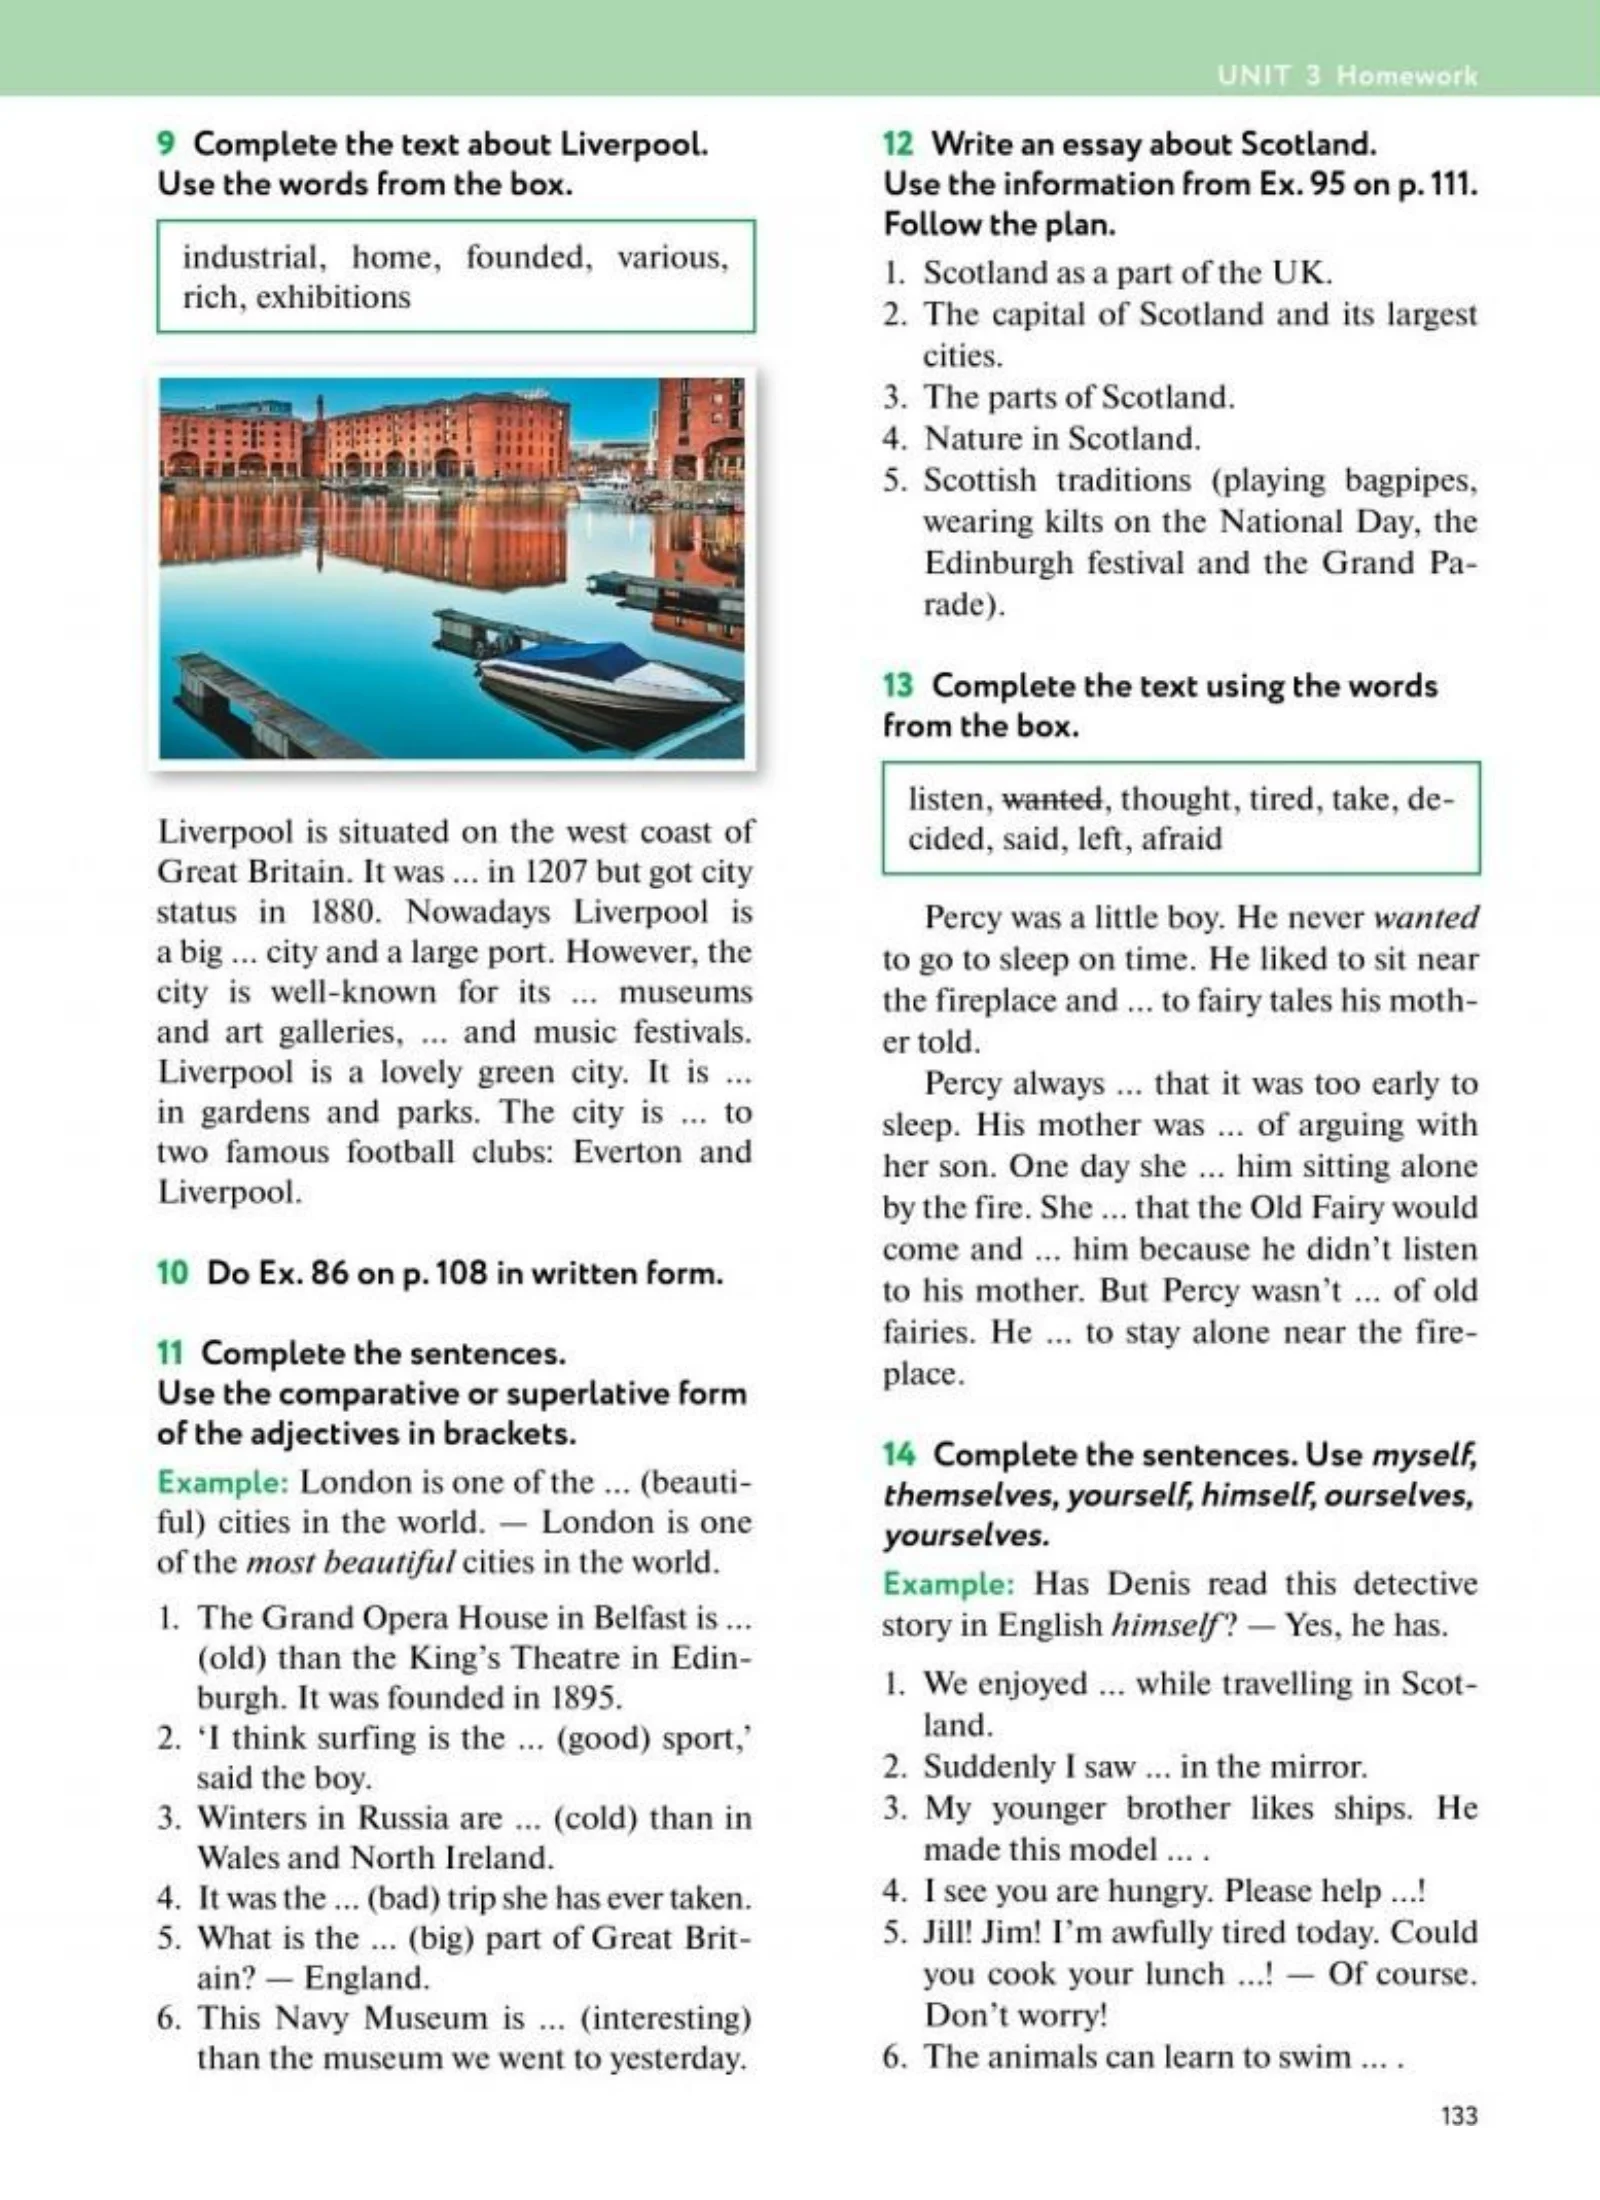 UNIT 3 Homework
9 Complete the text about Liverpool.
Use the words from the box.
industrial, home, founded, various,
rich, exhibitions
Liverpool is situated on the west coast of
Great Britain. It was ... in 1207 but got city
status in 1880. Nowadays Liverpool is
a big ... city and a large port. However, the
city is well-known for its ... museums
and art galleries, ... and music festivals.
Liverpool is a lovely green city. It is ...
in gardens and parks. The city is ... to
two famous football clubs: Everton and
Liverpool.
10 Do Ex. 86 on p. 108 in written form.
11 Complete the sentences.
Use the comparative or superlative form
of the adjectives in brackets.
Example: London is one of the ... (beauti-
ful) cities in the world. — London is one
of the most beautiful cities in the world.
1. The Grand Opera House in Belfast is ...
(old) than the King's Theatre in Edin-
burgh. It was founded in 1895.
2. ‘I think surfing is the ... (good) sport,’
said the boy.
3. Winters in Russia are ... (cold) than in
Wales and North Ireland.
4. It was the ... (bad) trip she has ever taken.
5. What is the ... (big) part of Great Brit-
ain? — England.
6. This Navy Museum is ... (interesting)
than the museum we went to yesterday.
12 Write an essay about Scotland.
Use the information from Ex. 95 on p. 111.
Follow the plan.
1. Scotland as a part of the UK.
2. The capital of Scotland and its largest
cities.
3. The parts of Scotland.
4. Nature in Scotland.
5. Scottish traditions (playing bagpipes,
wearing kilts on the National Day, the
Edinburgh festival and the Grand Pa-
rade).
13 Complete the text using the words
from the box.
listen, wanted, thought, tired, take, de-
cided, said, left, afraid
Percy was a little boy. He never wanted
to go to sleep on time. He liked to sit near
the fireplace and ... to fairy tales his moth-
er told.
Percy always ... that it was too early to
sleep. His mother was ... of arguing with
her son. One day she ... him sitting alone
by the fire. She ... that the Old Fairy would
come and ... him because he didn't listen
to his mother. But Percy wasn't ... of old
fairies. He ... to stay alone near the fire-
place.
14 Complete the sentences. Use myself,
themselves, yourself, himself, ourselves,
yourselves.
Example: Has Denis read this detective
story in English himself? — Yes, he has.
1. We enjoyed ... while travelling in Scot-
land.
2. Suddenly I saw ... in the mirror.
3. My younger brother likes ships. He
made this model ... .
4. I see you are hungry. Please help ...!
5. Jill! Jim! I'm awfully tired today. Could
you cook your lunch ...! — Of course.
Don't worry!
6. The animals can learn to swim ... .
133